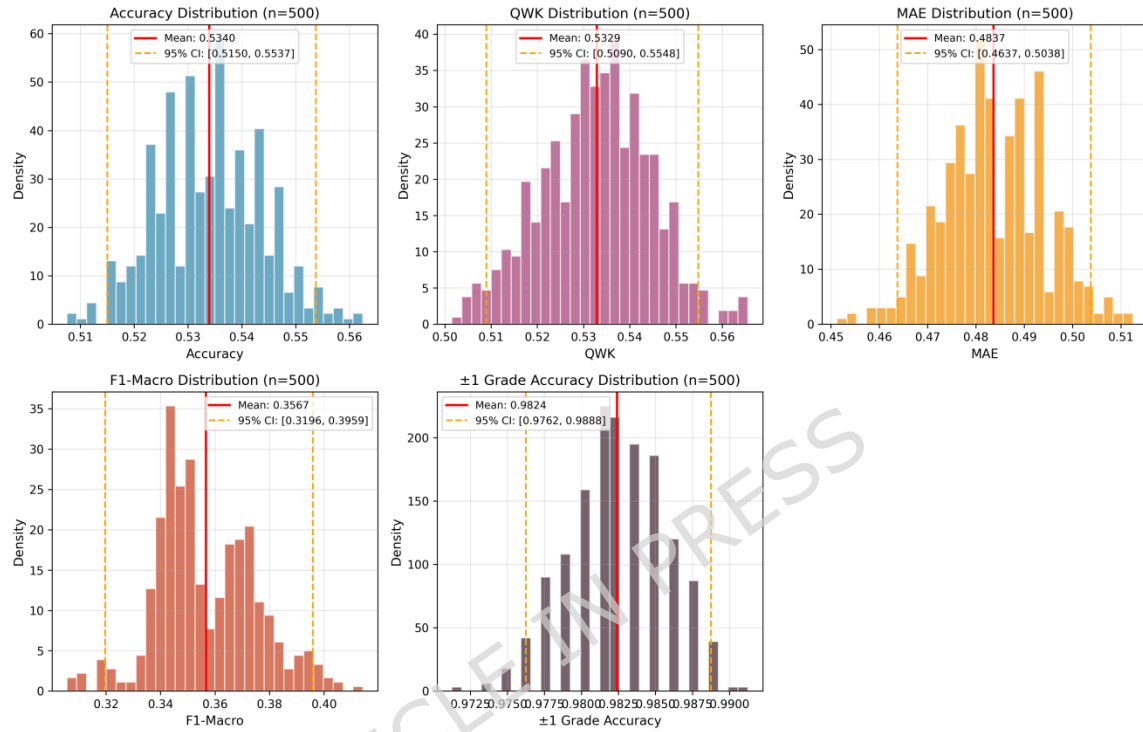 Accuracy Distribution (n=500)
Mean: 0.5340
95% CI: [0.5150, 0.5537]
60
50
40
30
20
10
0
Density
0.51 0.52 0.53 0.54 0.55 0.56
Accuracy
QWK Distribution (n=500)
Mean: 0.5329
95% CI: [0.5090, 0.5548]
40
35
30
25
20
15
10
5
0
Density
0.50 0.51 0.52 0.53 0.54 0.55 0.56
QWK
MAE Distribution (n=500)
Mean: 0.4837
95% CI: [0.4637, 0.5038]
50
40
30
20
10
0
Density
0.45 0.46 0.47 0.48 0.49 0.50 0.51
MAE
F1-Macro Distribution (n=500)
Mean: 0.3567
95% CI: [0.3196, 0.3959]
35
30
25
20
15
10
5
0
Density
0.32 0.34 0.36 0.38 0.40
F1-Macro
±1 Grade Accuracy Distribution (n=500)
Mean: 0.9824
95% CI: [0.9762, 0.9888]
200
150
100
50
0
Density
0.9725 0.9750 0.9775 0.9800 0.9825 0.9850 0.9875 0.9900
±1 Grade Accuracy
ICLE IN PRESS